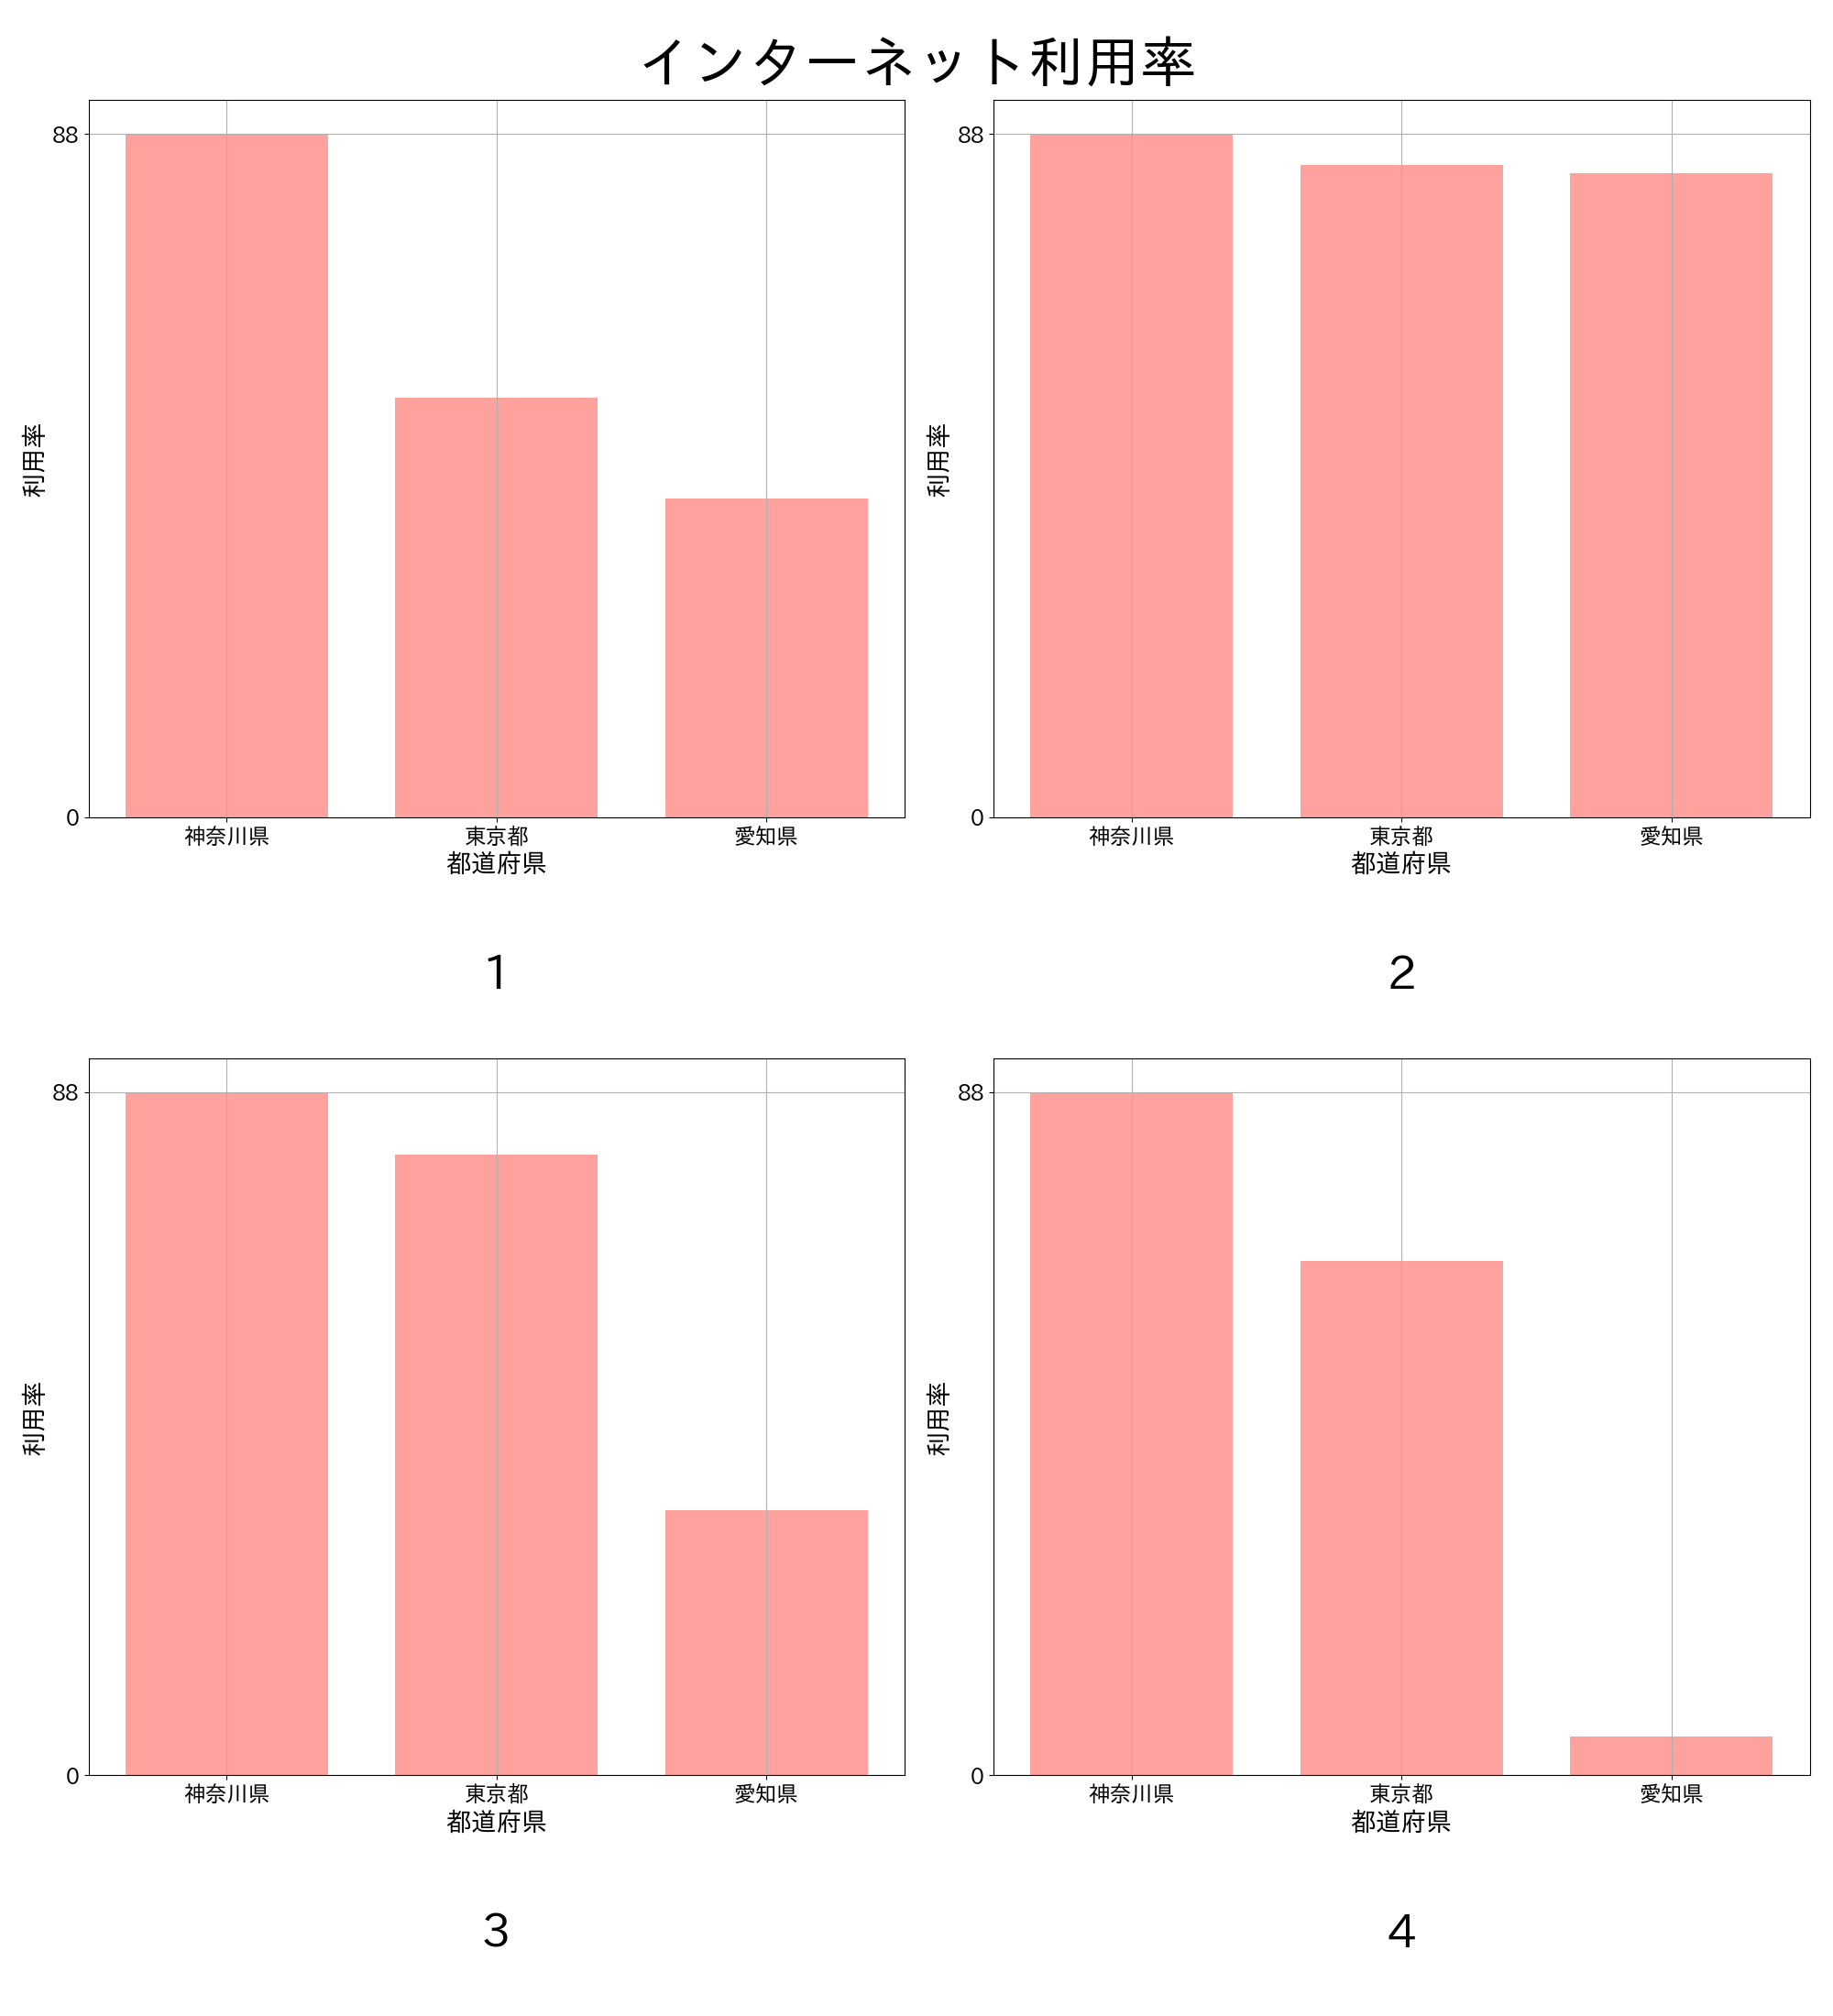 インターネット利用率
88
0
利用率
神奈川県 東京都 愛知県
都道府県
1
88
0
利用率
神奈川県 東京都 愛知県
都道府県
2
88
0
利用率
神奈川県 東京都 愛知県
都道府県
3
88
0
利用率
神奈川県 東京都 愛知県
都道府県
4